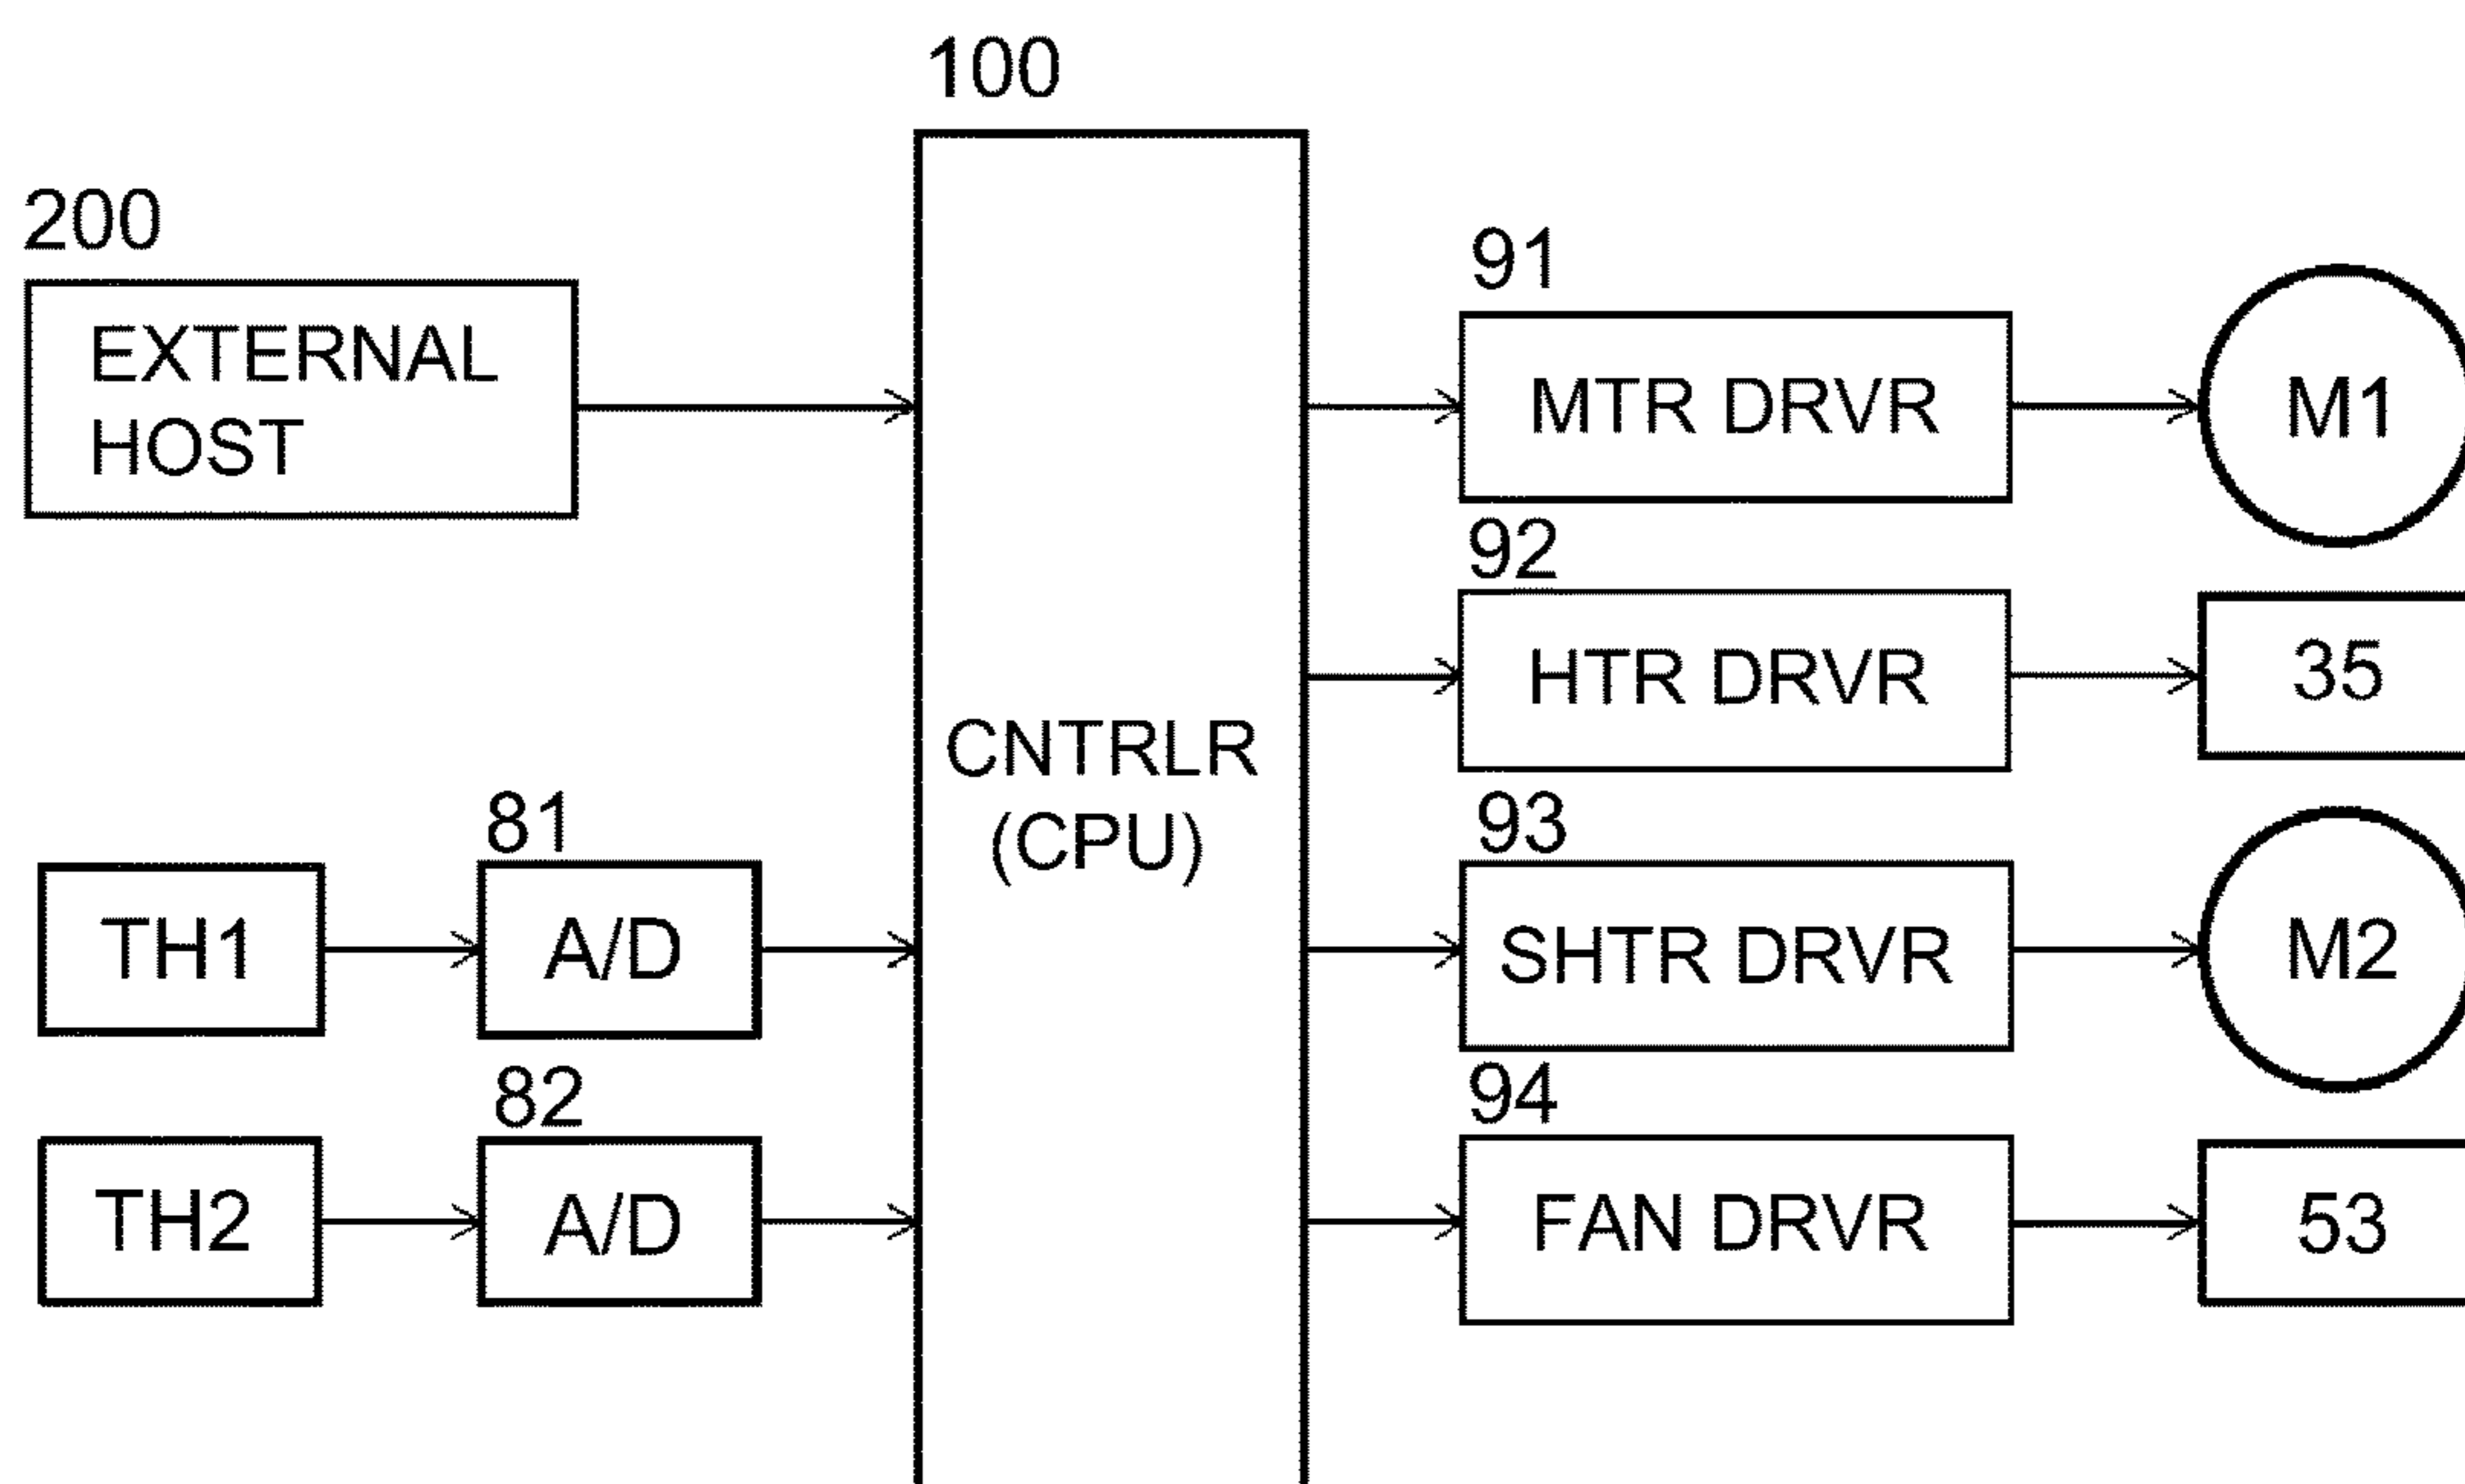 100
200
EXTERNAL
HOST
91
MTR DRVR
M1
92
HTR DRVR
35
CNTRLR
(CPU)
81
TH1
A/D
93
SHTR DRVR
M2
82
TH2
A/D
94
FAN DRVR
53